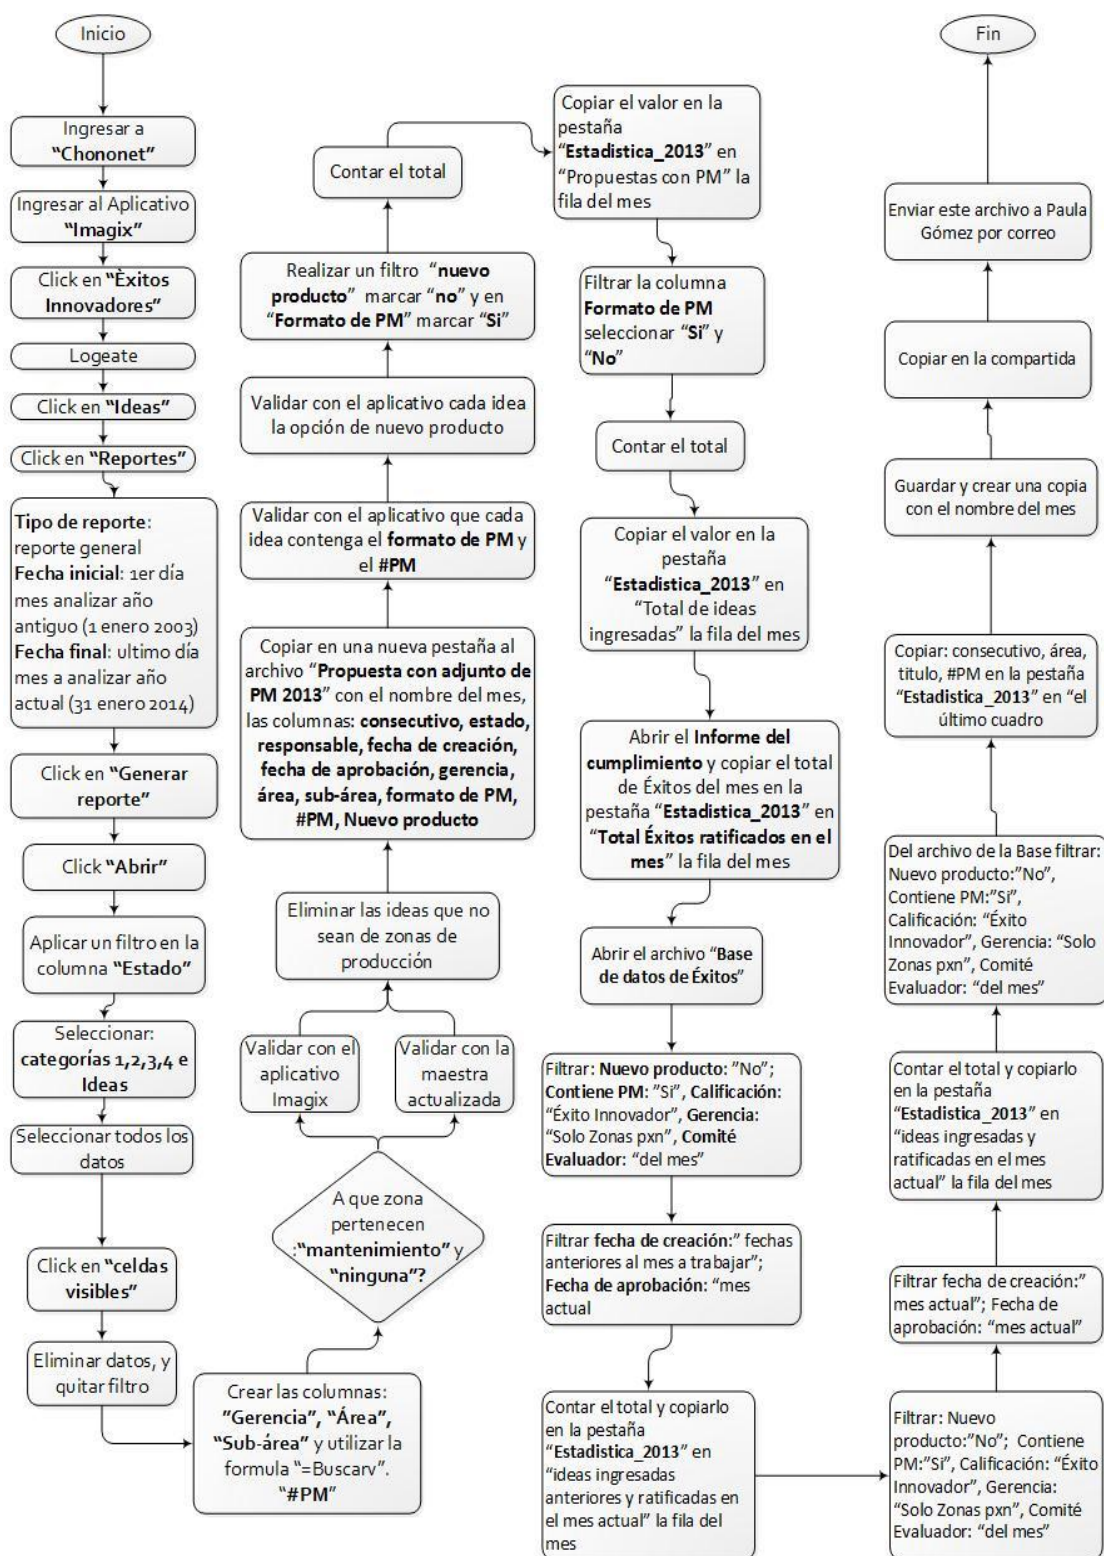 Inicio
Ingresar a
“Chononet”
Ingresar al Aplicativo
“Imagix”
Click en “Èxitos
Innovadores”
Logeate
Click en “Ideas”
Click en “Reportes”
Tipo de reporte:
reporte general
Fecha inicial: 1er día
mes analizar año
antiguo (1 enero 2003)
Fecha final: ultimo día
mes a analizar año
actual (31 enero 2014)
Click en “Generar
reporte”
Click “Abrir”
Aplicar un filtro en la
columna “Estado”
Seleccionar:
categorías 1,2,3,4 e
Ideas
Seleccionar todos los
datos
Click en “celdas
visibles”
Eliminar datos, y
quitar filtro
Crear las columnas:
”Gerencia”, “Área”,
“Sub-área” y utilizar la
formula “=Buscarv”.
“#PM”
A que zona
pertenecen
:“mantenimiento” y
“ninguna”?
Validar con el
aplicativo
Imagix
Validar con la
maestra
actualizada
Eliminar las ideas que no
sean de zonas de
producción
Copiar en una nueva pestaña al
archivo “Propuesta con adjunto de
PM 2013” con el nombre del mes,
las columnas: consecutivo, estado,
responsable, fecha de creación,
fecha de aprobación, gerencia,
área, sub-área, formato de PM,
#PM, Nuevo producto
Validar con el aplicativo que cada
idea contenga el formato de PM y
el #PM
Validar con el aplicativo cada idea
la opción de nuevo producto
Realizar un filtro “nuevo
producto” marcar “no” y en
“Formato de PM” marcar “Si”
Contar el total
Copiar el valor en la
pestaña
“Estadistica_2013” en
“Propuestas con PM” la
fila del mes
Filtrar la columna
Formato de PM
seleccionar “Si” y
“No”
Contar el total
Copiar el valor en la
pestaña
“Estadistica_2013” en
“Total de ideas
ingresadas” la fila del mes
Abrir el Informe del
cumplimiento y copiar el total
de Éxitos del mes en la
pestaña “Estadistica_2013” en
“Total Éxitos ratificados en el
mes” la fila del mes
Abrir el archivo “Base
de datos de Éxitos”
Filtrar: Nuevo producto: ”No”;
Contiene PM: ”Si”, Calificación:
“Éxito Innovador”, Gerencia:
“Solo Zonas pxn”, Comité
Evaluador: “del mes”
Filtrar fecha de creación:” fechas
anteriores al mes a trabajar”;
Fecha de aprobación: “mes
actual
Contar el total y copiarlo
en la pestaña
“Estadistica_2013” en
“ideas ingresadas
anteriores y ratificadas en
el mes actual” la fila del
mes
Filtrar: Nuevo
producto:”No”; Contiene
PM:”Si”, Calificación: “Éxito
Innovador”, Gerencia:
“Solo Zonas pxn”, Comité
Evaluador: “del mes”
Filtrar fecha de creación:”
mes actual”; Fecha de
aprobación: “mes actual”
Contar el total y copiarlo
en la pestaña
“Estadistica_2013” en
“ideas ingresadas y
ratificadas en el mes
actual” la fila del mes
Del archivo de la Base filtrar:
Nuevo producto:”No”,
Contiene PM:”Si”,
Calificación: “Éxito
Innovador”, Gerencia: “Solo
Zonas pxn”, Comité
Evaluador: “del mes”
Copiar: consecutivo, área,
titulo, #PM en la pestaña
“Estadistica_2013” en “el
último cuadro
Guardar y crear una copia
con el nombre del mes
Copiar en la compartida
Enviar este archivo a Paula
Gómez por correo
Fin